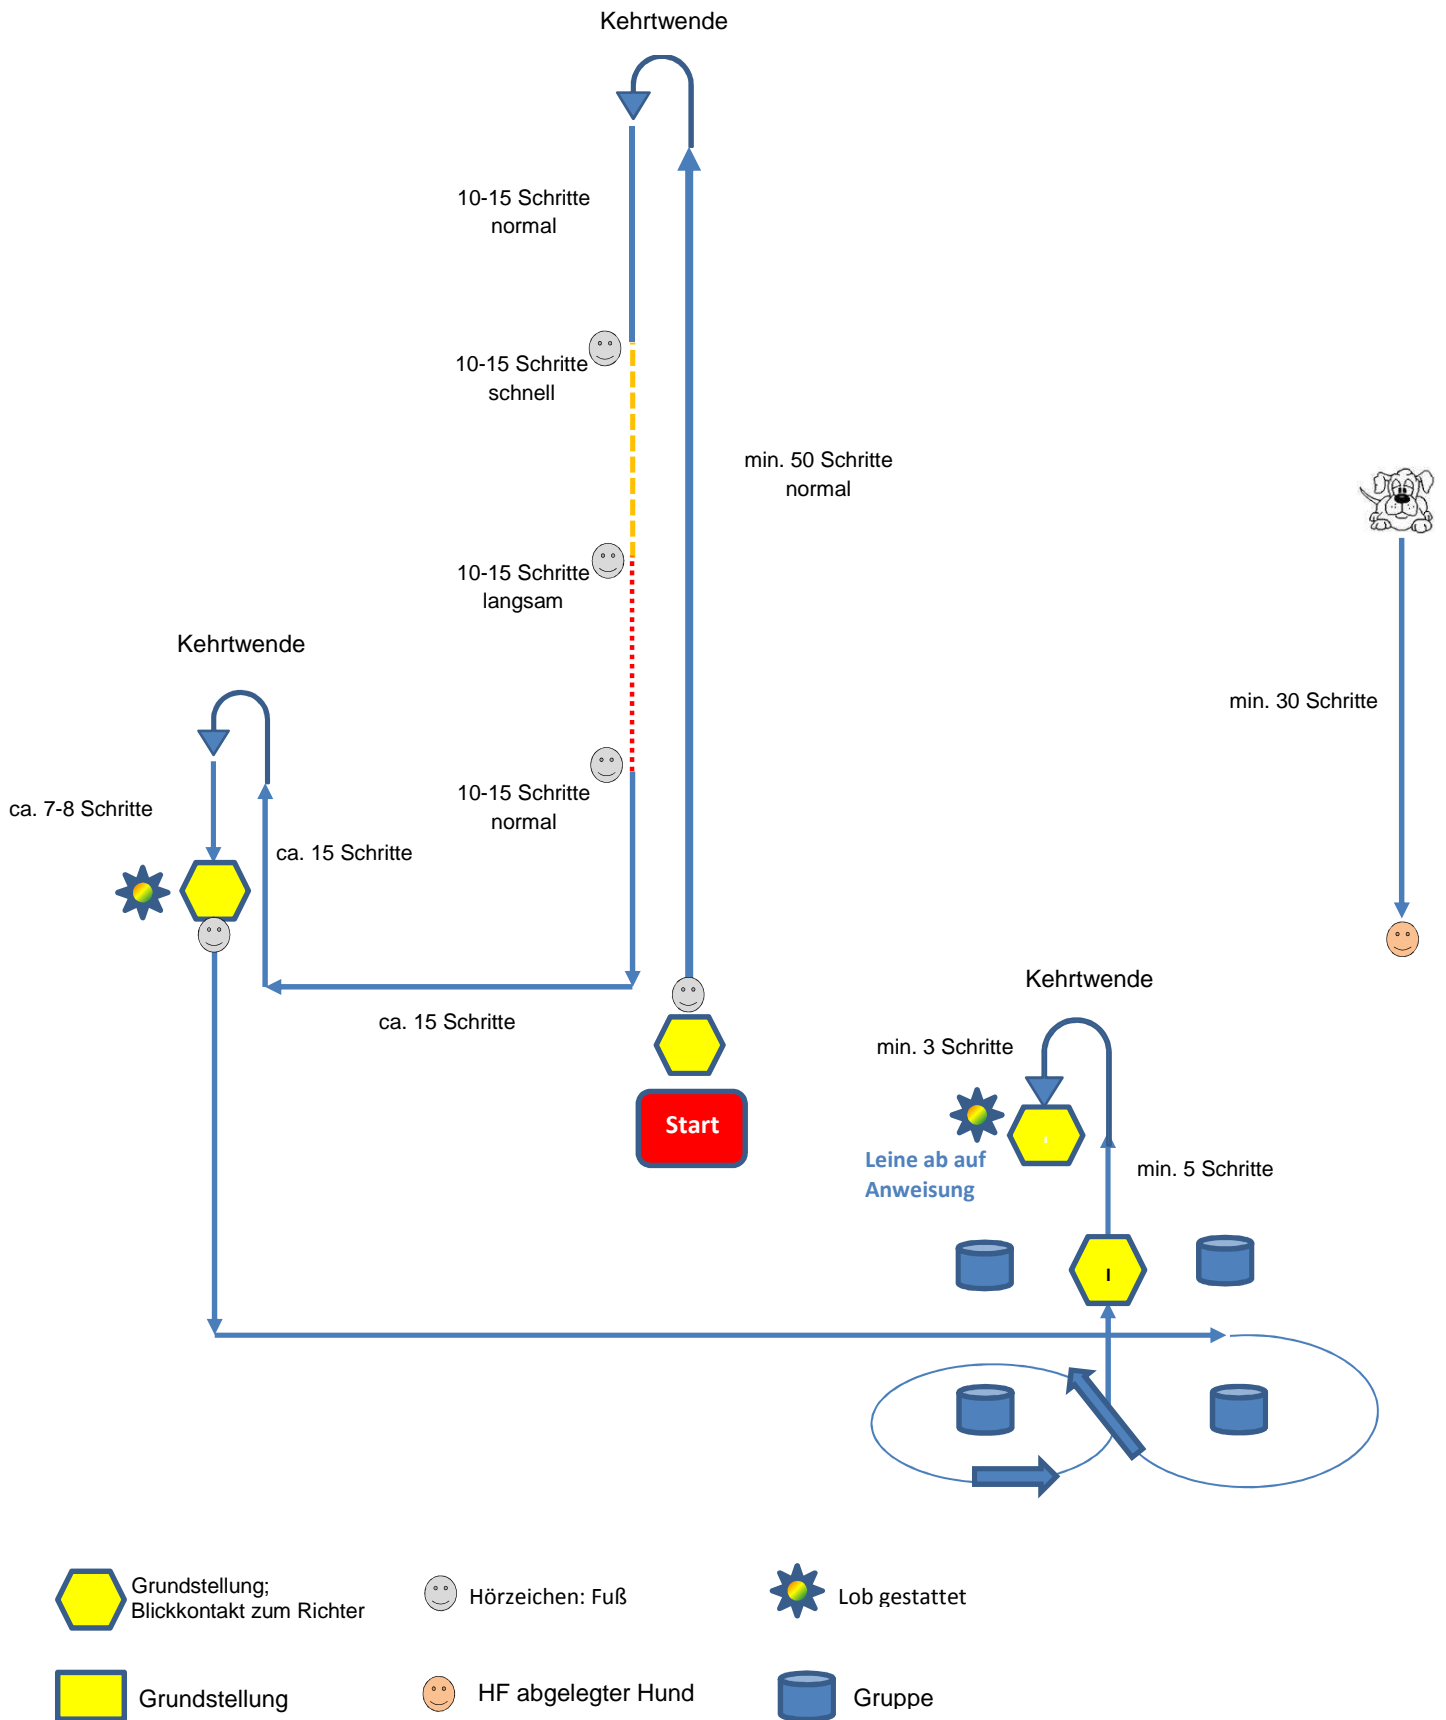 Kehrtwende
10-15 Schritte
normal
10-15 Schritte
schnell
min. 50 Schritte
normal
10-15 Schritte
langsam
Kehrtwende
min. 30 Schritte
10-15 Schritte
normal
ca. 7-8 Schritte
ca. 15 Schritte
ca. 15 Schritte
Kehrtwende
min. 3 Schritte
Start
Leine ab auf
Anweisung
min. 5 Schritte
I
Grundstellung;
Blickkontakt zum Richter
Hörzeichen: Fuß
Lob gestattet
Grundstellung
HF abgelegter Hund
Gruppe